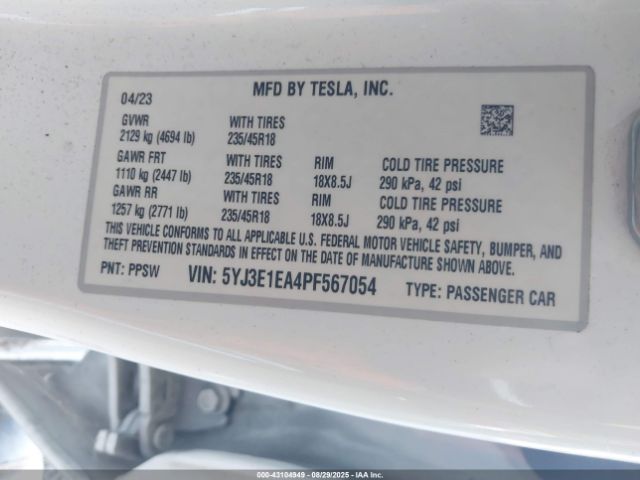 MFD BY TESLA, INC.
04/23
GVWR WITH TIRES
2129 kg (4694 lb) 235/45R18
GAWR FRT WITH TIRES RIM COLD TIRE PRESSURE
1110 kg (2447 lb) 235/45R18 18X8.5J 290 kPa, 42 psi
GAWR RR WITH TIRES RIM COLD TIRE PRESSURE
1257 kg (2771 lb) 235/45R18 18X8.5J 290 kPa, 42 psi
THIS VEHICLE CONFORMS TO ALL APPLICABLE U.S. FEDERAL MOTOR VEHICLE SAFETY, BUMPER, AND
THEFT PREVENTION STANDARDS IN EFFECT ON THE DATE OF MANUFACTURE SHOWN ABOVE.
PNT: PPSW VIN: 5YJ3E1EA4PF567054 TYPE: PASSENGER CAR
000-43104949 - 08/29/2025 - IAA Inc.